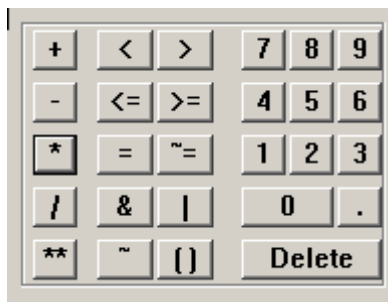 + < > 7 8 9
- <= >= 4 5 6
* = ~= 1 2 3
/ & | 0 .
** ~ () Delete